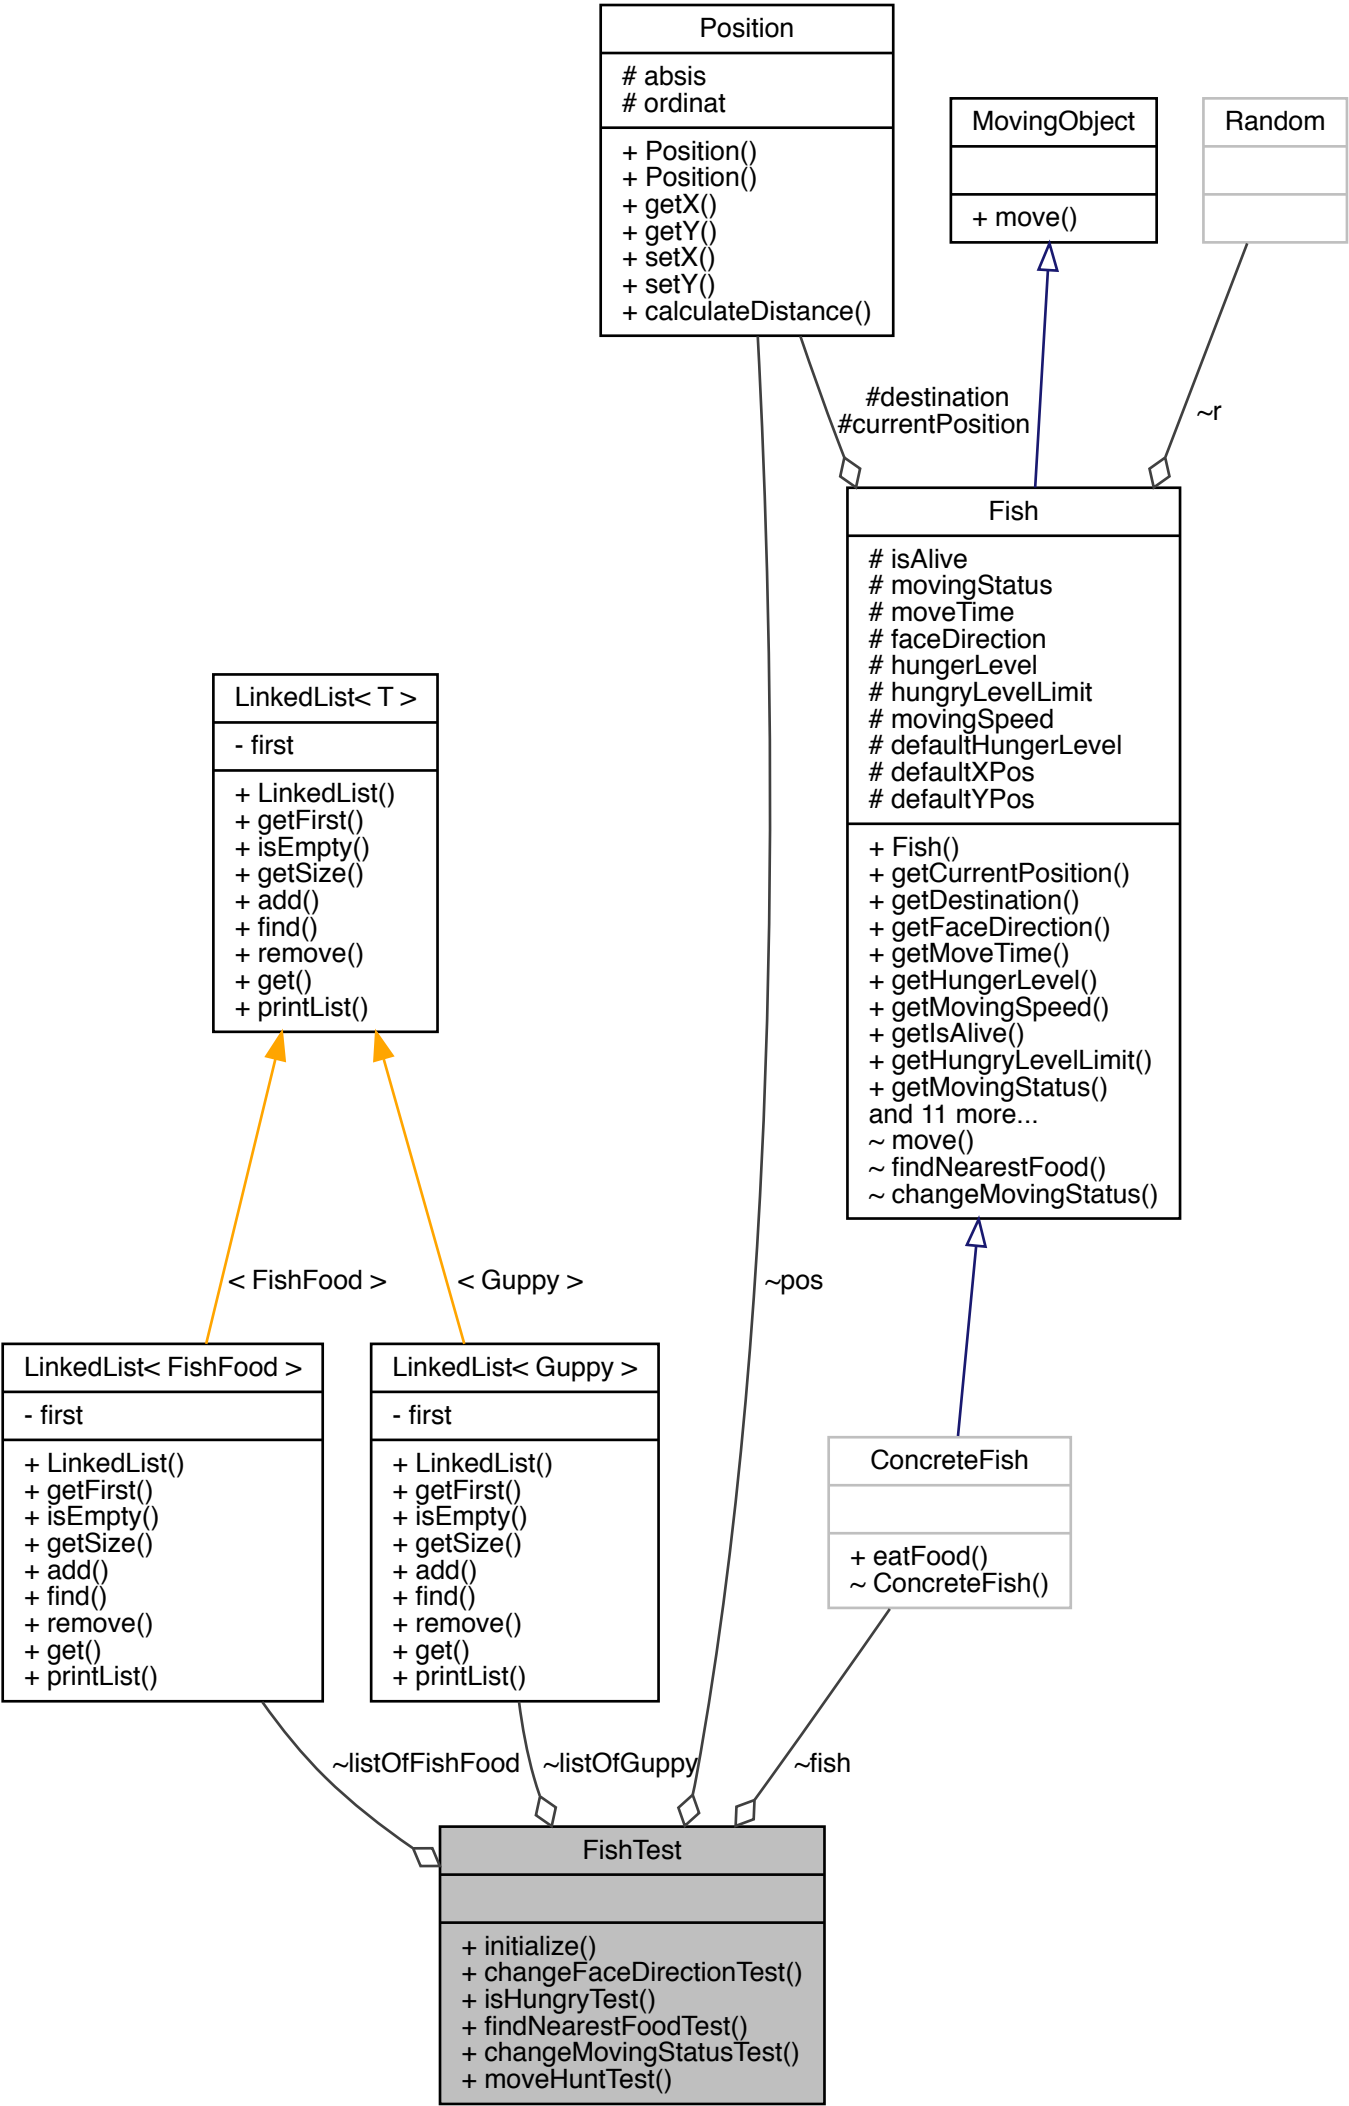 Position
# absis
# ordinat
+ Position()
+ Position()
+ getX()
+ getY()
+ setX()
+ setY()
+ calculateDistance()
MovingObject
+ move()
Random
#destination
#currentPosition
~r
Fish
# isAlive
# movingStatus
# moveTime
# faceDirection
# hungerLevel
# hungryLevelLimit
# movingSpeed
# defaultHungerLevel
# defaultXPos
# defaultYPos
+ Fish()
+ getCurrentPosition()
+ getDestination()
+ getFaceDirection()
+ getMoveTime()
+ getHungerLevel()
+ getMovingSpeed()
+ getIsAlive()
+ getHungryLevelLimit()
+ getMovingStatus()
and 11 more...
~ move()
~ findNearestFood()
~ changeMovingStatus()
LinkedList< T >
- first
+ LinkedList()
+ getFirst()
+ isEmpty()
+ getSize()
+ add()
+ find()
+ remove()
+ get()
+ printList()
< FishFood >
< Guppy >
~pos
LinkedList< FishFood >
- first
+ LinkedList()
+ getFirst()
+ isEmpty()
+ getSize()
+ add()
+ find()
+ remove()
+ get()
+ printList()
LinkedList< Guppy >
- first
+ LinkedList()
+ getFirst()
+ isEmpty()
+ getSize()
+ add()
+ find()
+ remove()
+ get()
+ printList()
ConcreteFish
+ eatFood()
~ ConcreteFish()
~listOfFishFood
~listOfGuppy
~fish
FishTest
+ initialize()
+ changeFaceDirectionTest()
+ isHungryTest()
+ findNearestFoodTest()
+ changeMovingStatusTest()
+ moveHuntTest()